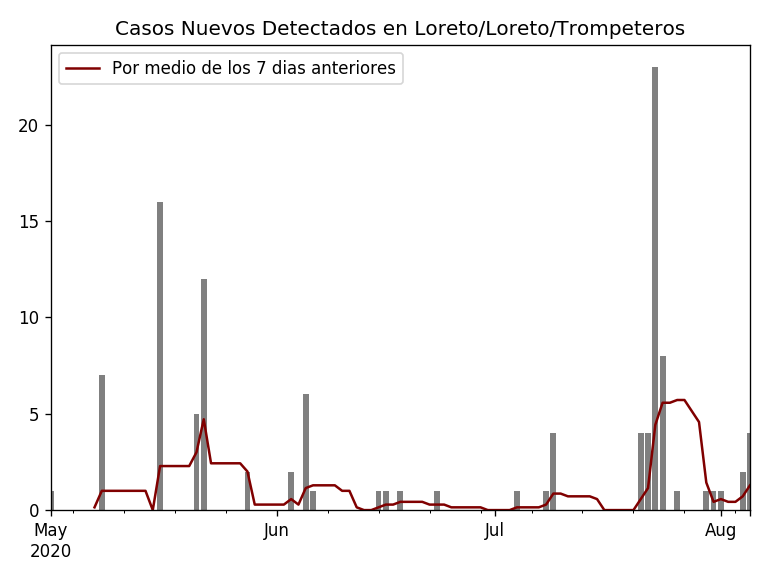 Casos Nuevos Detectados en Loreto/Loreto/Trompeteros
Por medio de los 7 dias anteriores
20
15
10
5
0
May Jun Jul Aug
2020